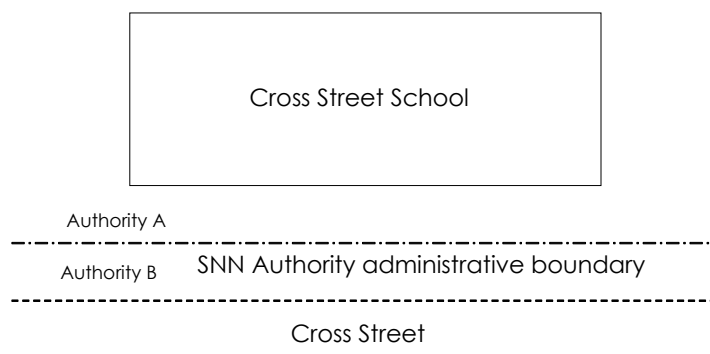 Cross Street School
Authority A
Authority B
SNN Authority administrative boundary
Cross Street